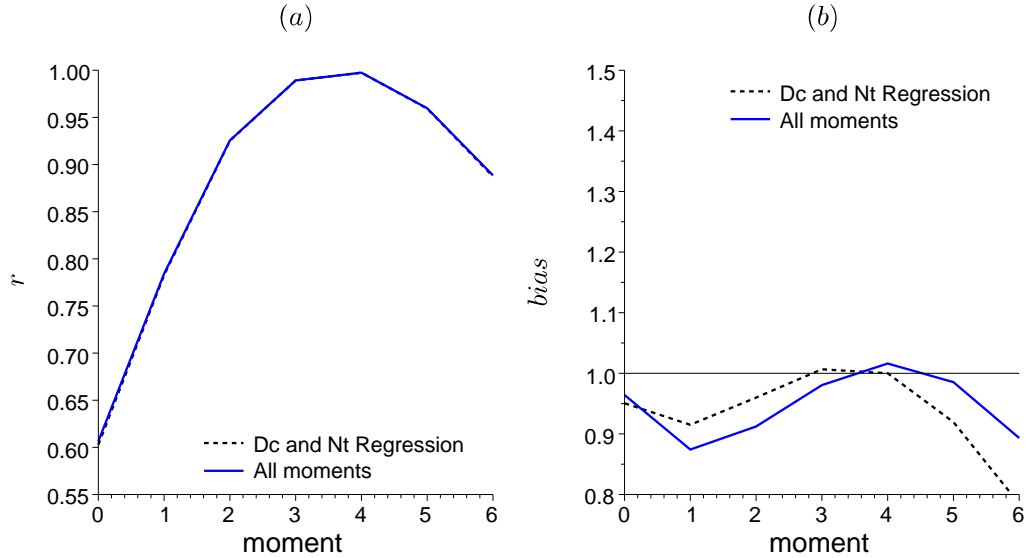 (a)
r
1.00
0.95
0.90
0.85
0.80
0.75
0.70
0.65
0.60
0.55
Dc and Nt Regression
All moments
0 1 2 3 4 5 6
moment
(b)
bias
1.5
1.4
1.3
1.2
1.1
1.0
0.9
0.8
Dc and Nt Regression
All moments
0 1 2 3 4 5 6
moment